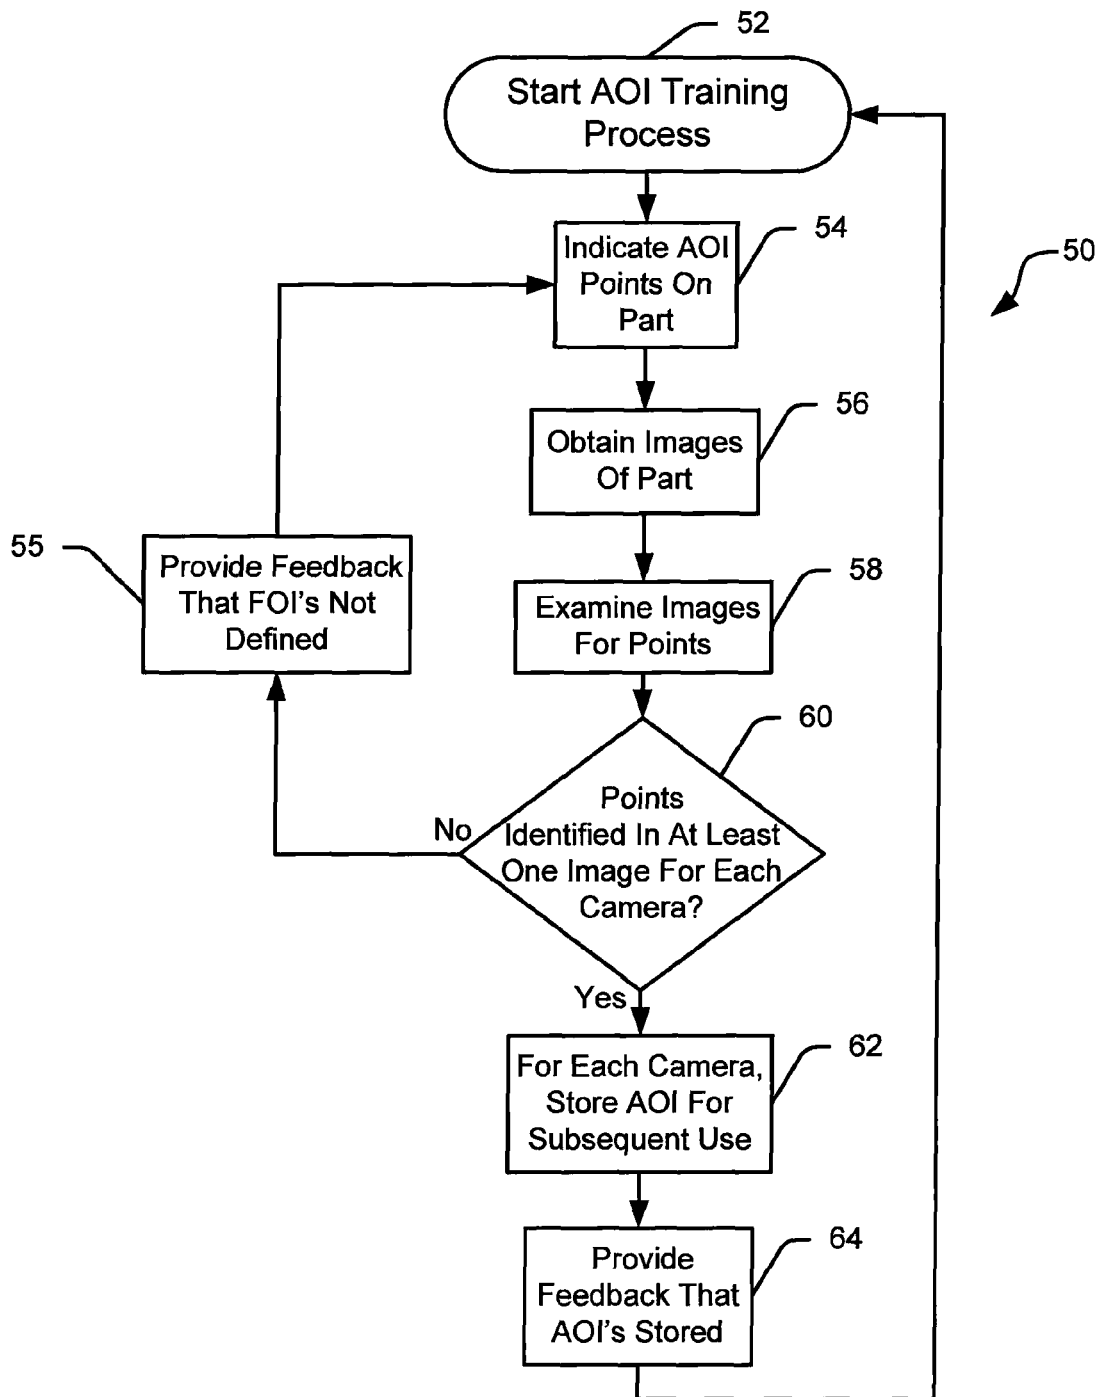 52
Start AOI Training
Process
54
Indicate AOI
Points On
Part
50
56
Obtain Images
Of Part
55
Provide Feedback
That FOI's Not
Defined
58
Examine Images
For Points
60
Points
Identified In At Least
One Image For Each
Camera?
No
Yes
62
For Each Camera,
Store AOI For
Subsequent Use
64
Provide
Feedback That
AOI's Stored